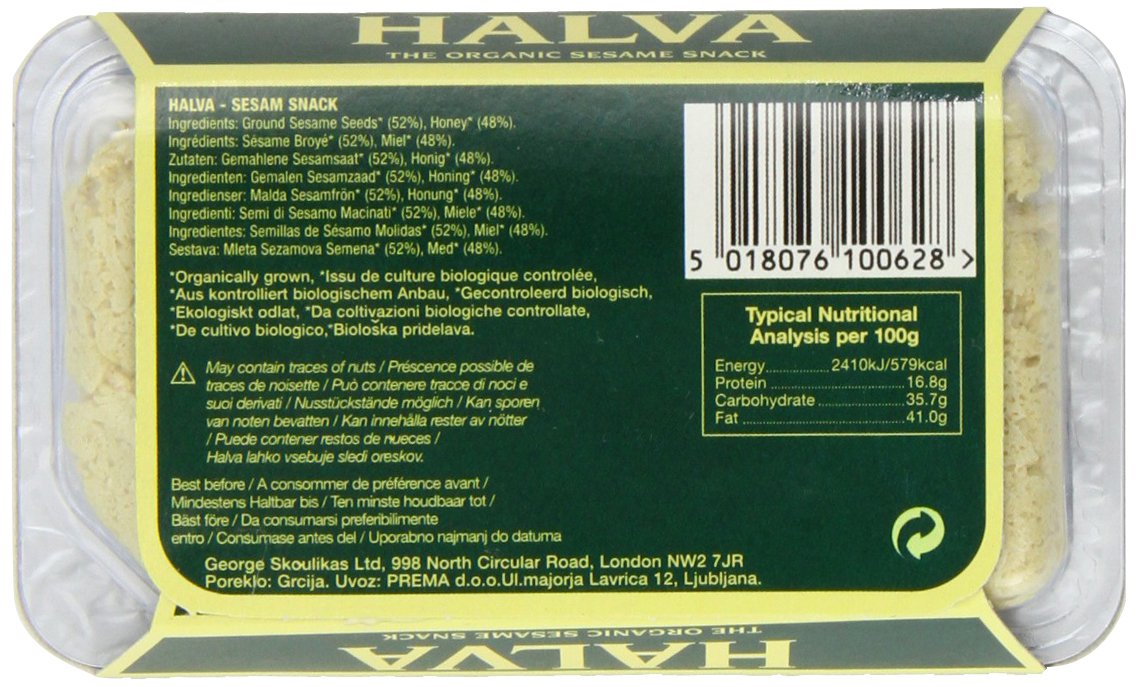 HALVA
THE ORGANIC SESAME SNACK
HALVA - SESAM SNACK
Ingredients: Ground Sesame Seeds* (52%), Honey* (48%).
Ingrédients: Sésame Broyé* (52%), Miel* (48%).
Zutaten: Gemahlene Sesamsaat* (52%), Honig* (48%).
Ingredienten: Gemalen Sesamzaad* (52%), Honing* (48%).
Ingredienser: Malda Sesamfrön* (52%), Honung* (48%).
Ingredienti: Semi di Sesamo Macinati* (52%), Miele* (48%).
Ingredientes: Semillas de Sésamo Molidas* (52%), Miel* (48%).
Sestava: Mleta Sezamova Semena* (52%), Med* (48%).
*Organically grown, *Issu de culture biologique controlée,
*Aus kontrolliert biologischem Anbau, *Gecontroleerd biologisch,
*Ekologiskt odlat, *Da coltivazioni biologiche controllate,
*De cultivo biologico,*Biološka pridelava.
May contain traces of nuts / Préscence possible de
traces de noisette / Può contenere tracce di noci e
suoi derivati / Nusstückstände möglich / Kan sporen
van noten bevatten / Kan innehålla rester av nötter
/ Puede contener restos de nueces /
Halva lahko vsebuje sledi oreskov.
Best before / A consommer de préférence avant /
Mindestens Haltbar bis / Ten minste houdbaar tot /
Bäst före / Da consumarsi preferibilimente
entro / Consumase antes del / Uporabno najmanj do datuma
George Skoulikas Ltd, 998 North Circular Road, London NW2 7JR
Poreklo: Grcija. Uvoz: PREMA d.o.o.Ul.majorja Lavrica 12, Ljubljana.
5 018076 100628 >
Typical Nutritional
Analysis per 100g
Energy.............2410kJ/579kcal
Protein............................16.8g
Carbohydrate..................35.7g
Fat..................................41.0g
THE ORGANIC SESAME SNACK
HALVA